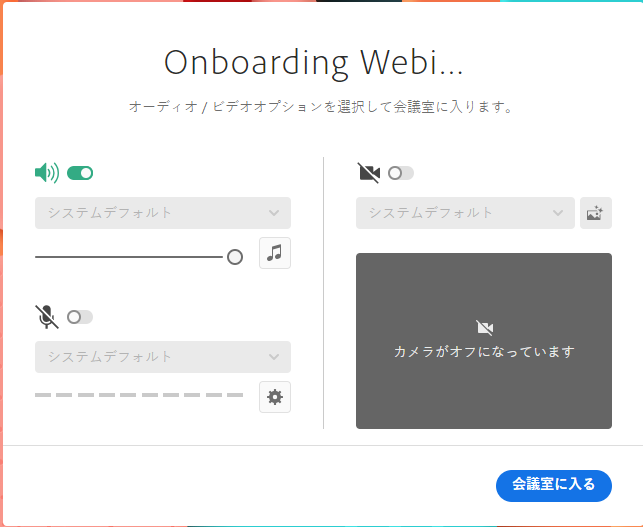 Onboarding Webi...
オーディオ / ビデオオプションを選択して会議室に入ります。
システムデフォルト
システムデフォルト
システムデフォルト
カメラがオフになっています
会議室に入る